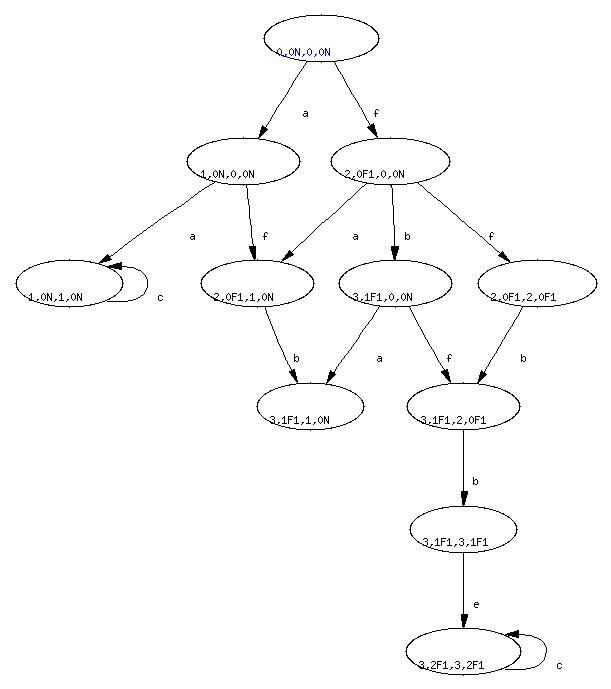 0,0N,0,0N
a
f
1,0N,0,0N
2,0F1,0,0N
a
f
a
b
f
1,0N,1,0N
c
2,0F1,1,0N
3,1F1,0,0N
2,0F1,2,0F1
b
a
f
b
3,1F1,1,0N
3,1F1,2,0F1
b
3,1F1,3,1F1
e
3,2F1,3,2F1
c